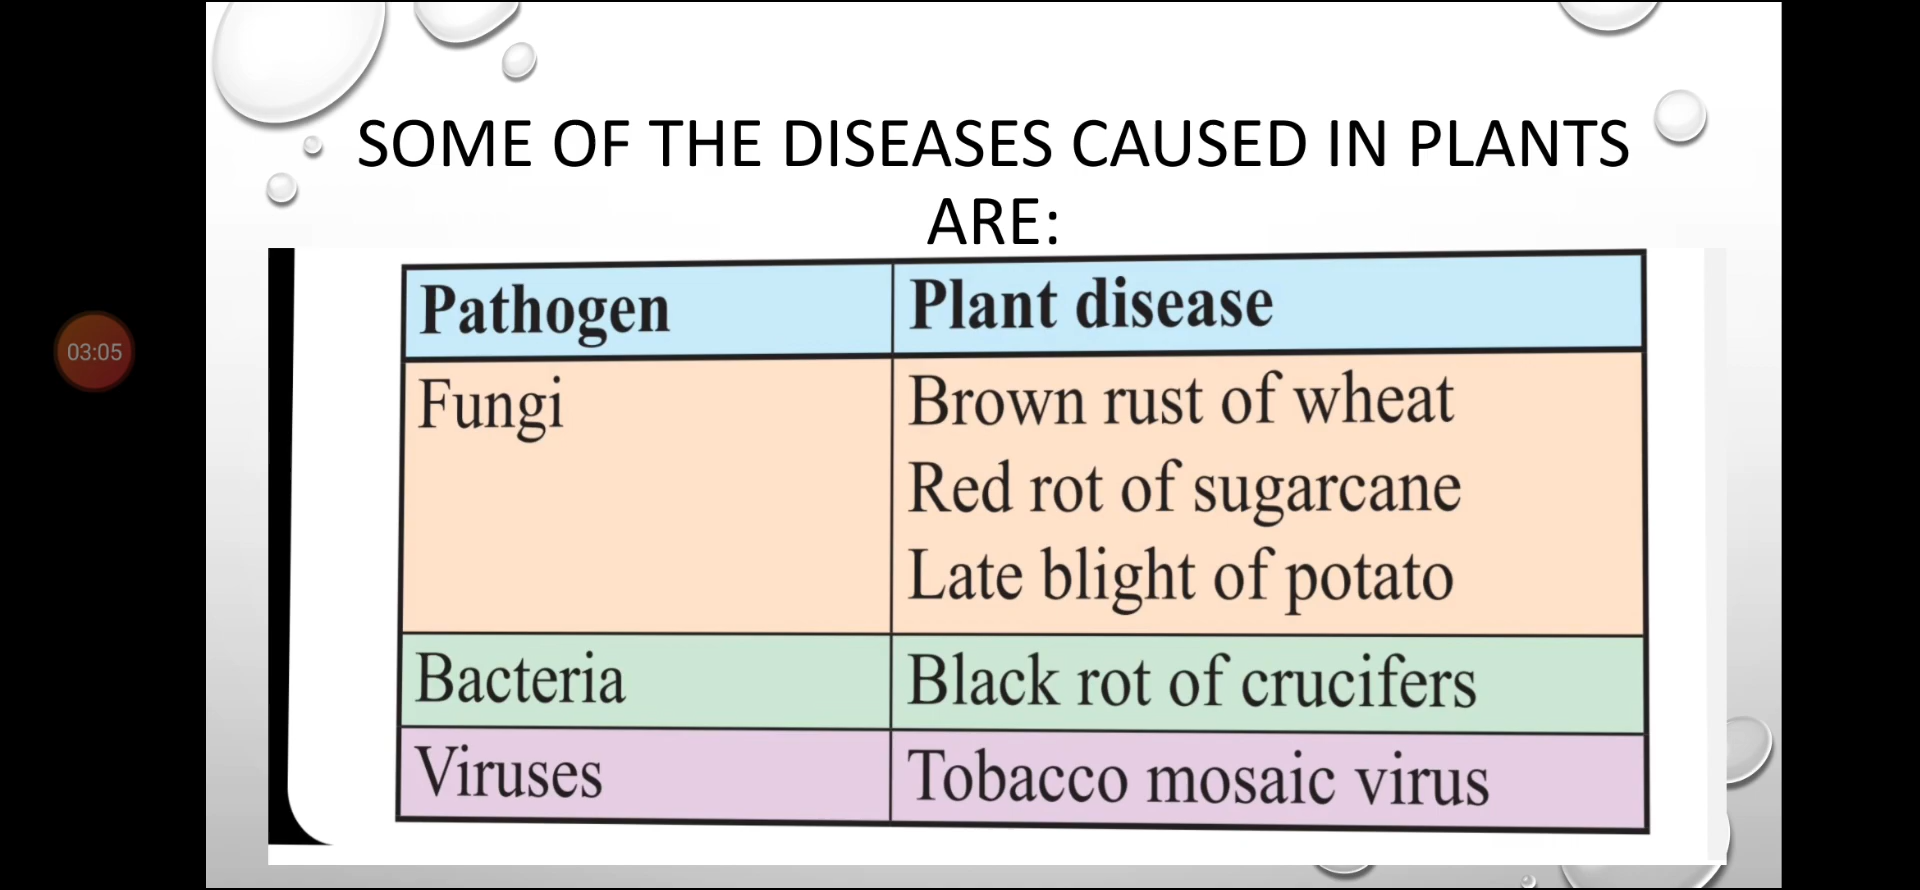 SOME OF THE DISEASES CAUSED IN PLANTS
ARE:
Pathogen Plant disease
Fungi Brown rust of wheat
Red rot of sugarcane
Late blight of potato
Bacteria Black rot of crucifers
Viruses Tobacco mosaic virus
03:05